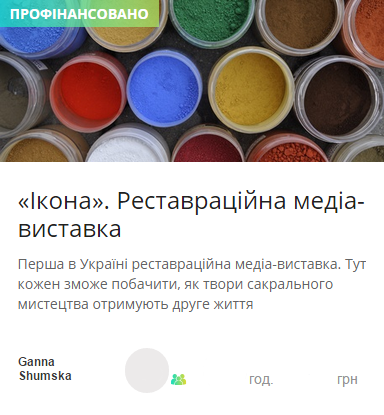 ПРОФІНАНСОВАНО
«Ікона». Реставраційна медіа-
виставка
Перша в Україні реставраційна медіа-виставка. Тут
кожен зможе побачити, як твори сакрального
мистецтва отримують друге життя
Ganna
Shumska
год.
грн